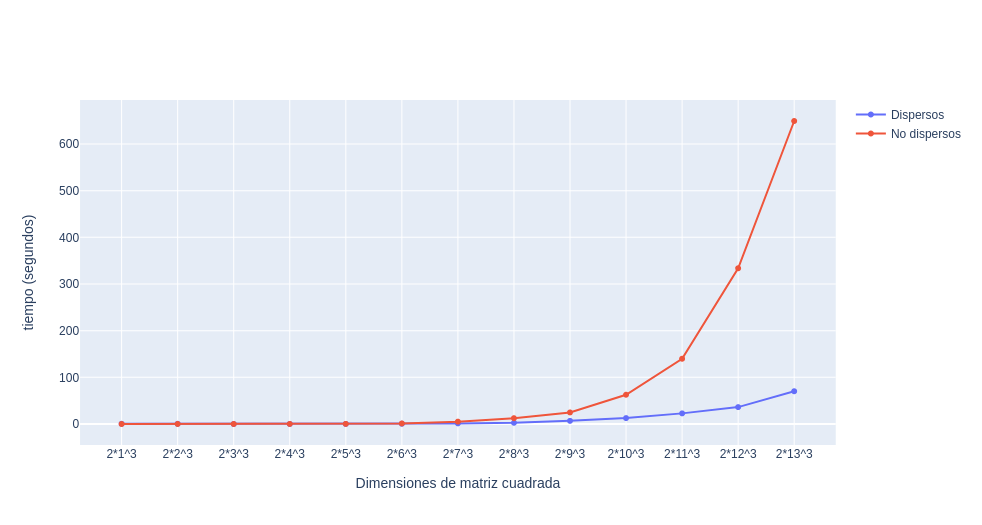 Dispersos
No dispersos
tiempo (segundos)
600
500
400
300
200
100
0
2*1^3 2*2^3 2*3^3 2*4^3 2*5^3 2*6^3 2*7^3 2*8^3 2*9^3 2*10^3 2*11^3 2*12^3 2*13^3
Dimensiones de matriz cuadrada